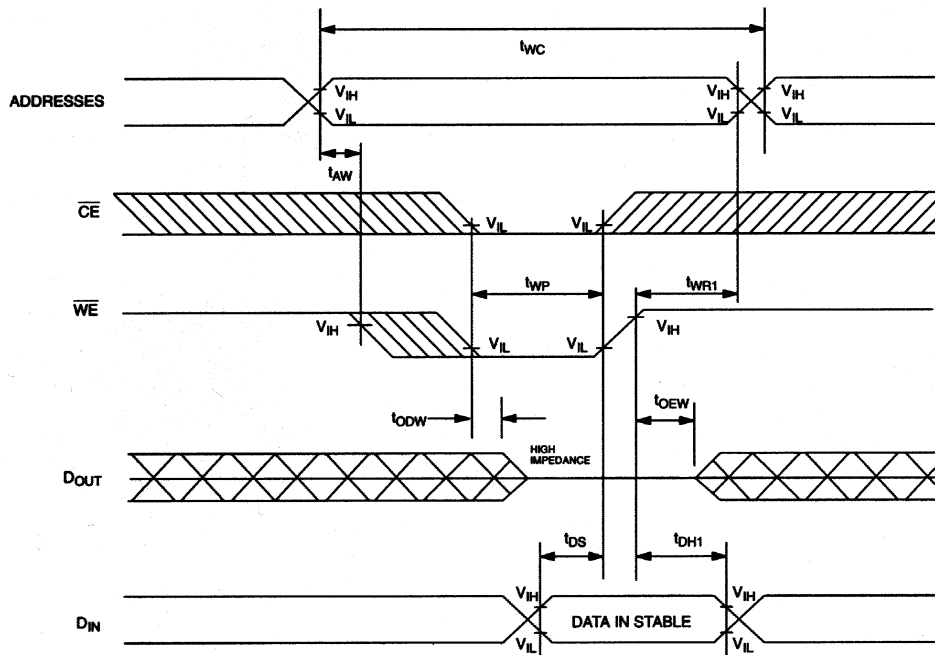 tWC
ADDRESSES
VIH VIH VIH
VIL VIL VIL
tAW
CE
VIL VIL
tWP tWR1
WE
VIH VIH
VIL VIL
tODW tOEW
HIGH
IMPEDANCE
DOUT
tDS tDH1
VIH VIH
DIN DATA IN STABLE
VIL VIL